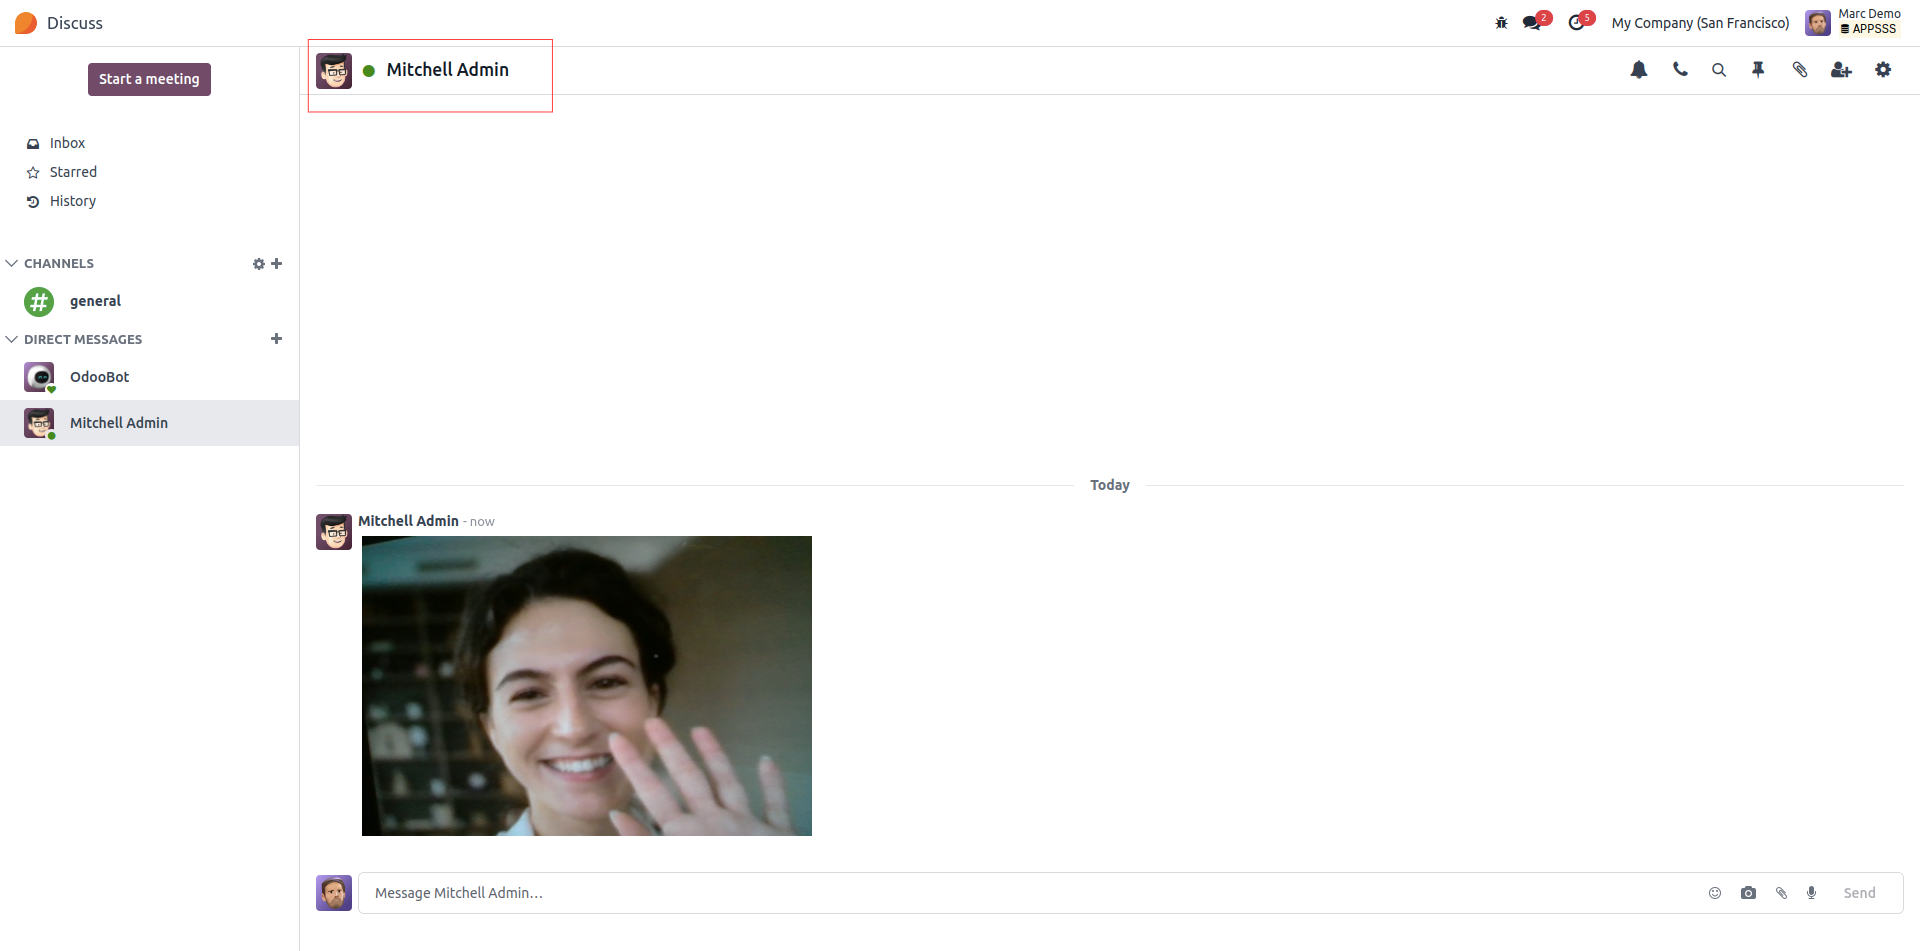 Discuss
2
5
My Company (San Francisco)
Marc Demo
APPSSS
Start a meeting
Mitchell Admin
Inbox
Starred
History
CHANNELS
general
DIRECT MESSAGES
OdooBot
Mitchell Admin
Today
Mitchell Admin - now
Message Mitchell Admin...
Send